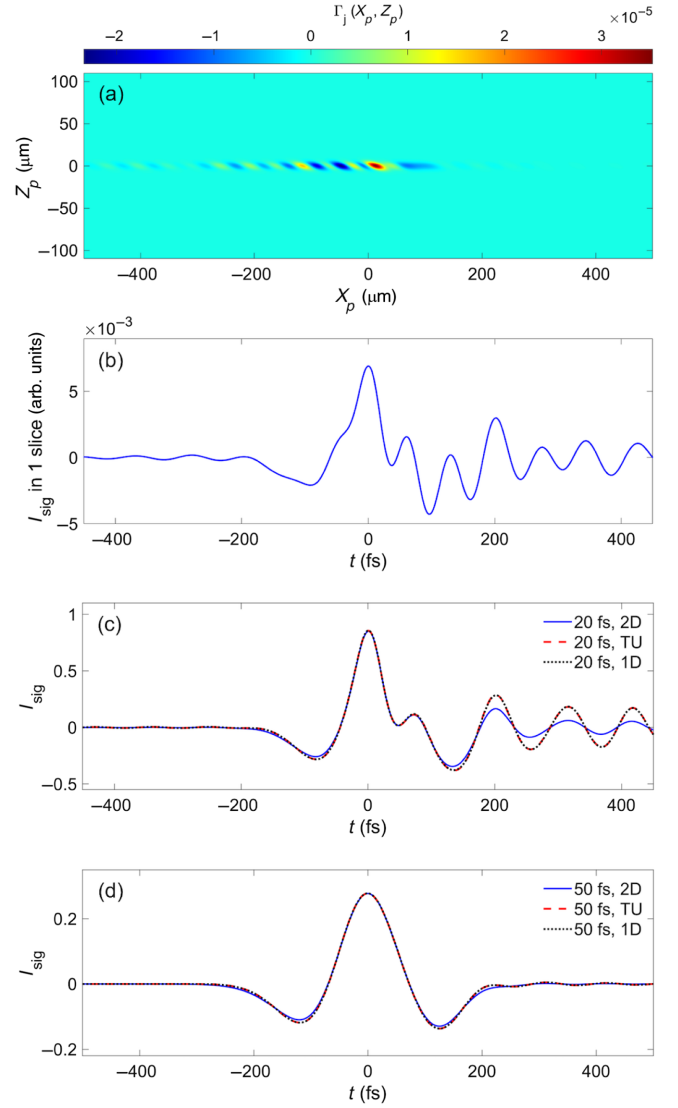 Γj (Xp, Zp)
×10−5
−2 −1 0 1 2 3
(a)
100
50
0
−50
−100
Zp (μm)
−400 −200 0 200 400
Xp (μm)
×10−3
(b)
5
0
−5
Isig in 1 slice (arb. units)
−400 −200 0 200 400
t (fs)
(c)
1
0.5
0
−0.5
Isig
20 fs, 2D
20 fs, TU
20 fs, 1D
−400 −200 0 200 400
t (fs)
(d)
0.2
0
−0.2
Isig
50 fs, 2D
50 fs, TU
50 fs, 1D
−400 −200 0 200 400
t (fs)